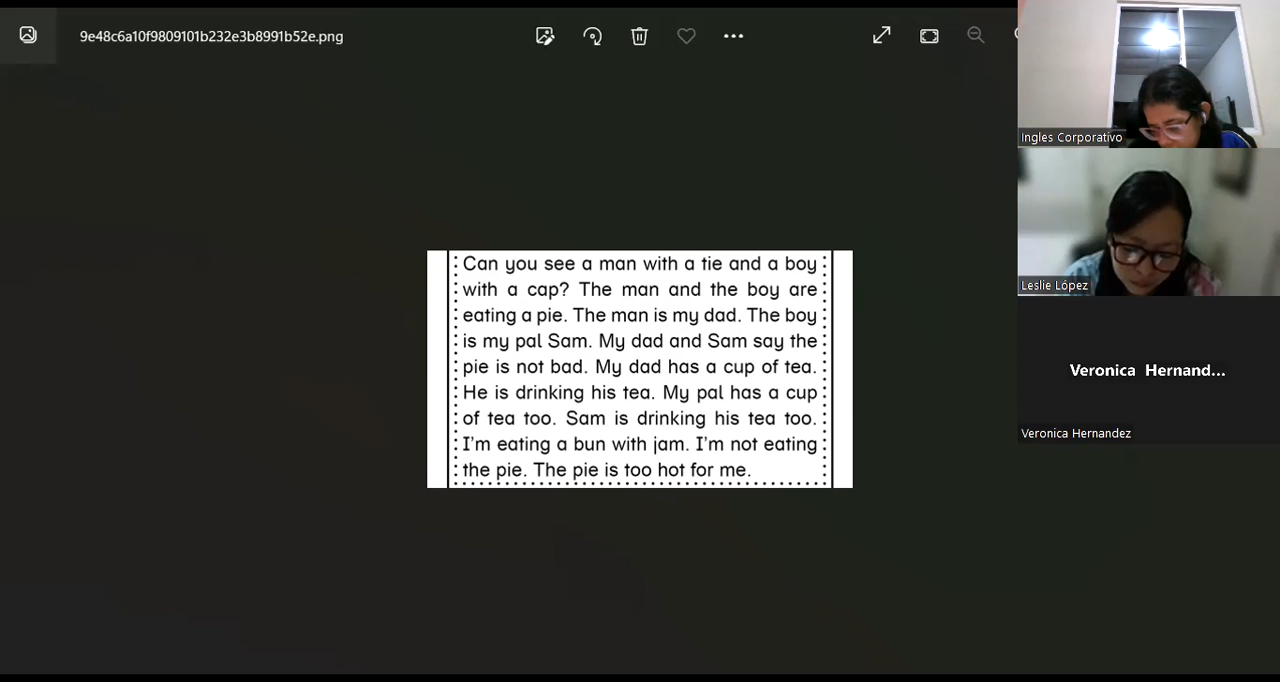 9e48c6a10f9809101b232e3b8991b52e.png
Ingles Corporativo
Can you see a man with a tie and a boy
with a cap? The man and the boy are
eating a pie. The man is my dad. The boy
is my pal Sam. My dad and Sam say the
pie is not bad. My dad has a cup of tea.
He is drinking his tea. My pal has a cup
of tea too. Sam is drinking his tea too.
I'm eating a bun with jam. I'm not eating
the pie. The pie is too hot for me.
Leslie López
Veronica Hernand...
Veronica Hernandez